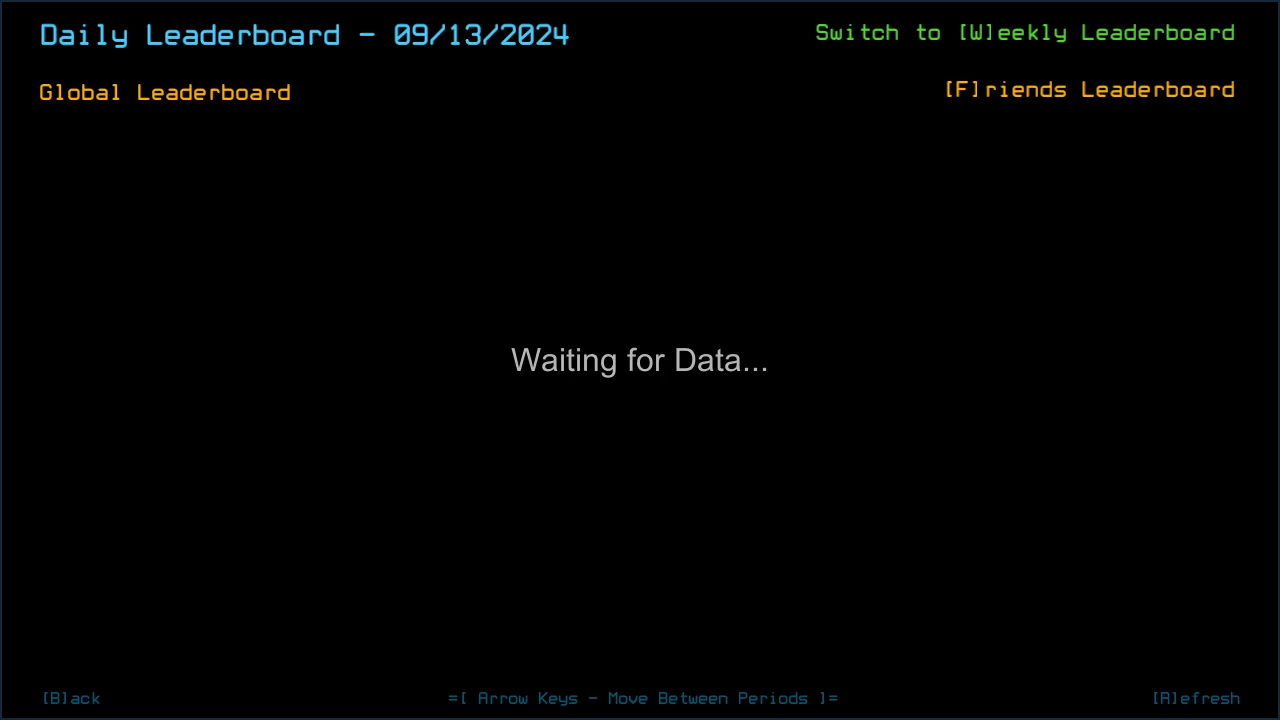 Daily Leaderboard - 09/13/2024
Switch to [W]eekly Leaderboard
Global Leaderboard
[F]riends Leaderboard
Waiting for Data...
[B]ack
=[ Arrow Keys - Move Between Periods ]=
[R]efresh